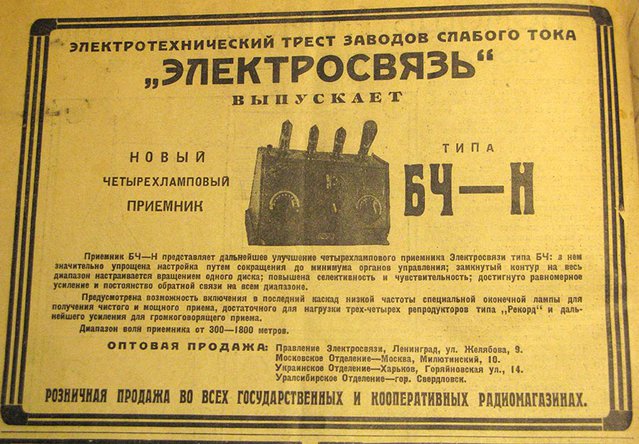 ЭЛЕКТРОТЕХНИЧЕСКИЙ ТРЕСТ ЗАВОДОВ СЛАБОГО ТОКА
„ЭЛЕКТРОСВЯЗЬ“
ВЫПУСКАЕТ
НОВЫЙ
ЧЕТЫРЕХЛАМПОВЫЙ
ПРИЕМНИК
ТИПА
БЧ—Н
Приемник БЧ—Н представляет дальнейшее улучшение четырехлампового приемника Электросвязи типа БЧ: в нем
значительно упрощена настройка путем сокращения до минимума органов управления; замкнутый контур на весь
диапазон настраивается вращением одного диска; повышена селективность и чувствительность; достигнуто равномерное
усиление и постоянство обратной связи на всем диапазоне.
Предусмотрена возможность включения в последний каскад низкой частоты специальной оконечной лампы для
получения чистого и мощного приема, достаточного для нагрузки трех-четырех репродукторов типа „Рекорд“ и даль-
нейшего усиления для громкоговорящего приема.
Диапазон волн приемника от 300—1800 метров.
ОПТОВАЯ ПРОДАЖА:
Правление Электросвязи, Ленинград, ул. Желябова, 9.
Московское Отделение—Москва, Милютинский, 10.
Украинское Отделение—Харьков, Горяйновская ул., 14.
Уралсибирское Отделение—гор. Свердловск.
РОЗНИЧНАЯ ПРОДАЖА ВО ВСЕХ ГОСУДАРСТВЕННЫХ И КООПЕРАТИВНЫХ РАДИОМАГАЗИНАХ.